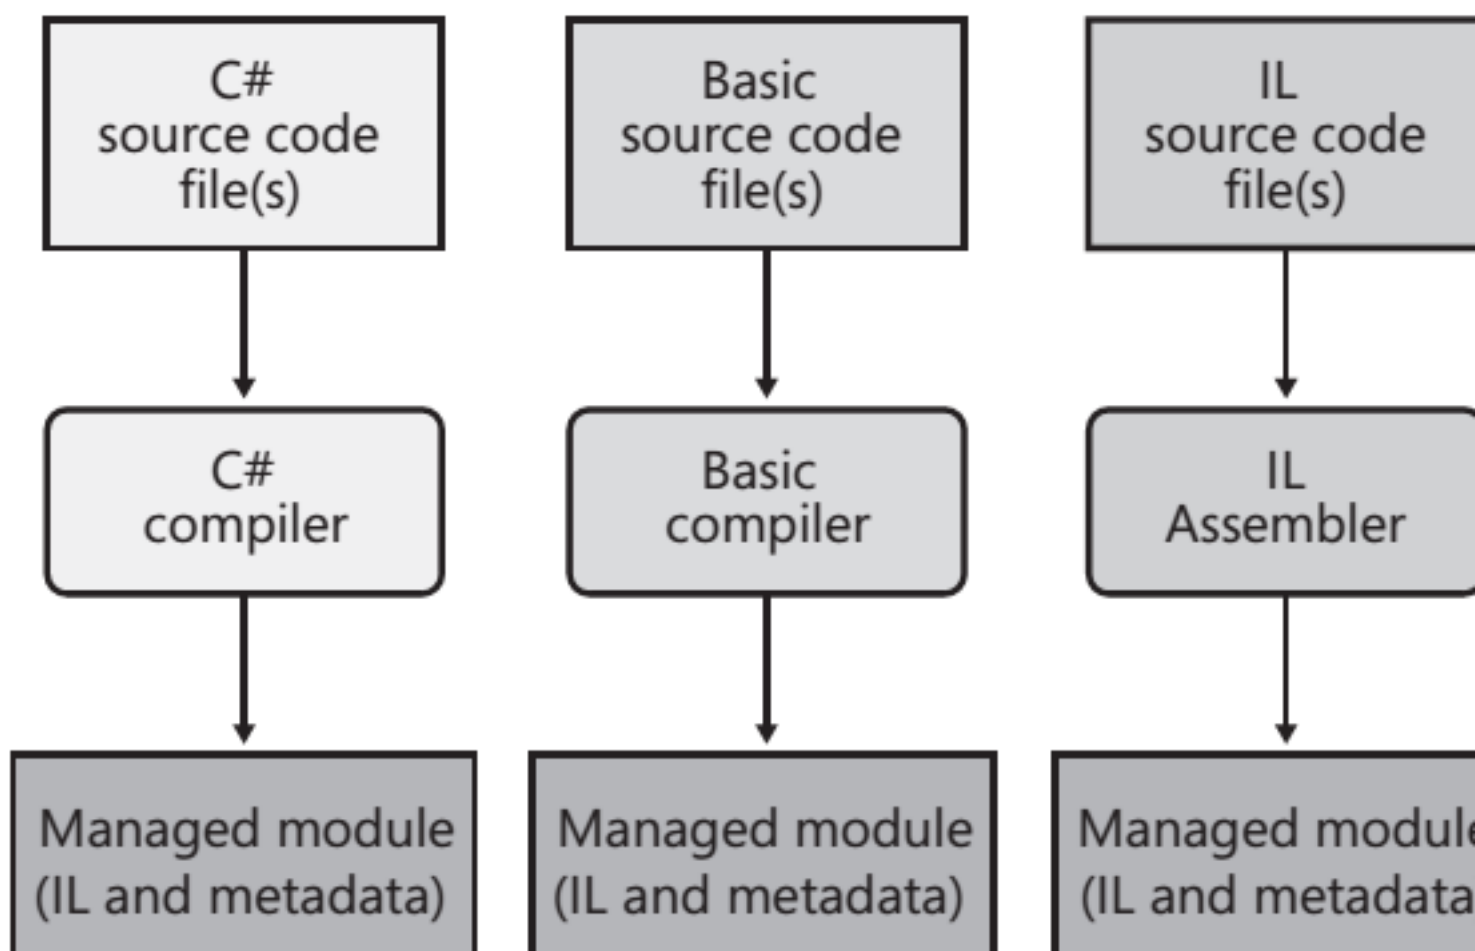 C#
source code
file(s)
Basic
source code
file(s)
IL
source code
file(s)
C#
compiler
Basic
compiler
IL
Assembler
Managed module
(IL and metadata)
Managed module
(IL and metadata)
Managed module
(IL and metadata